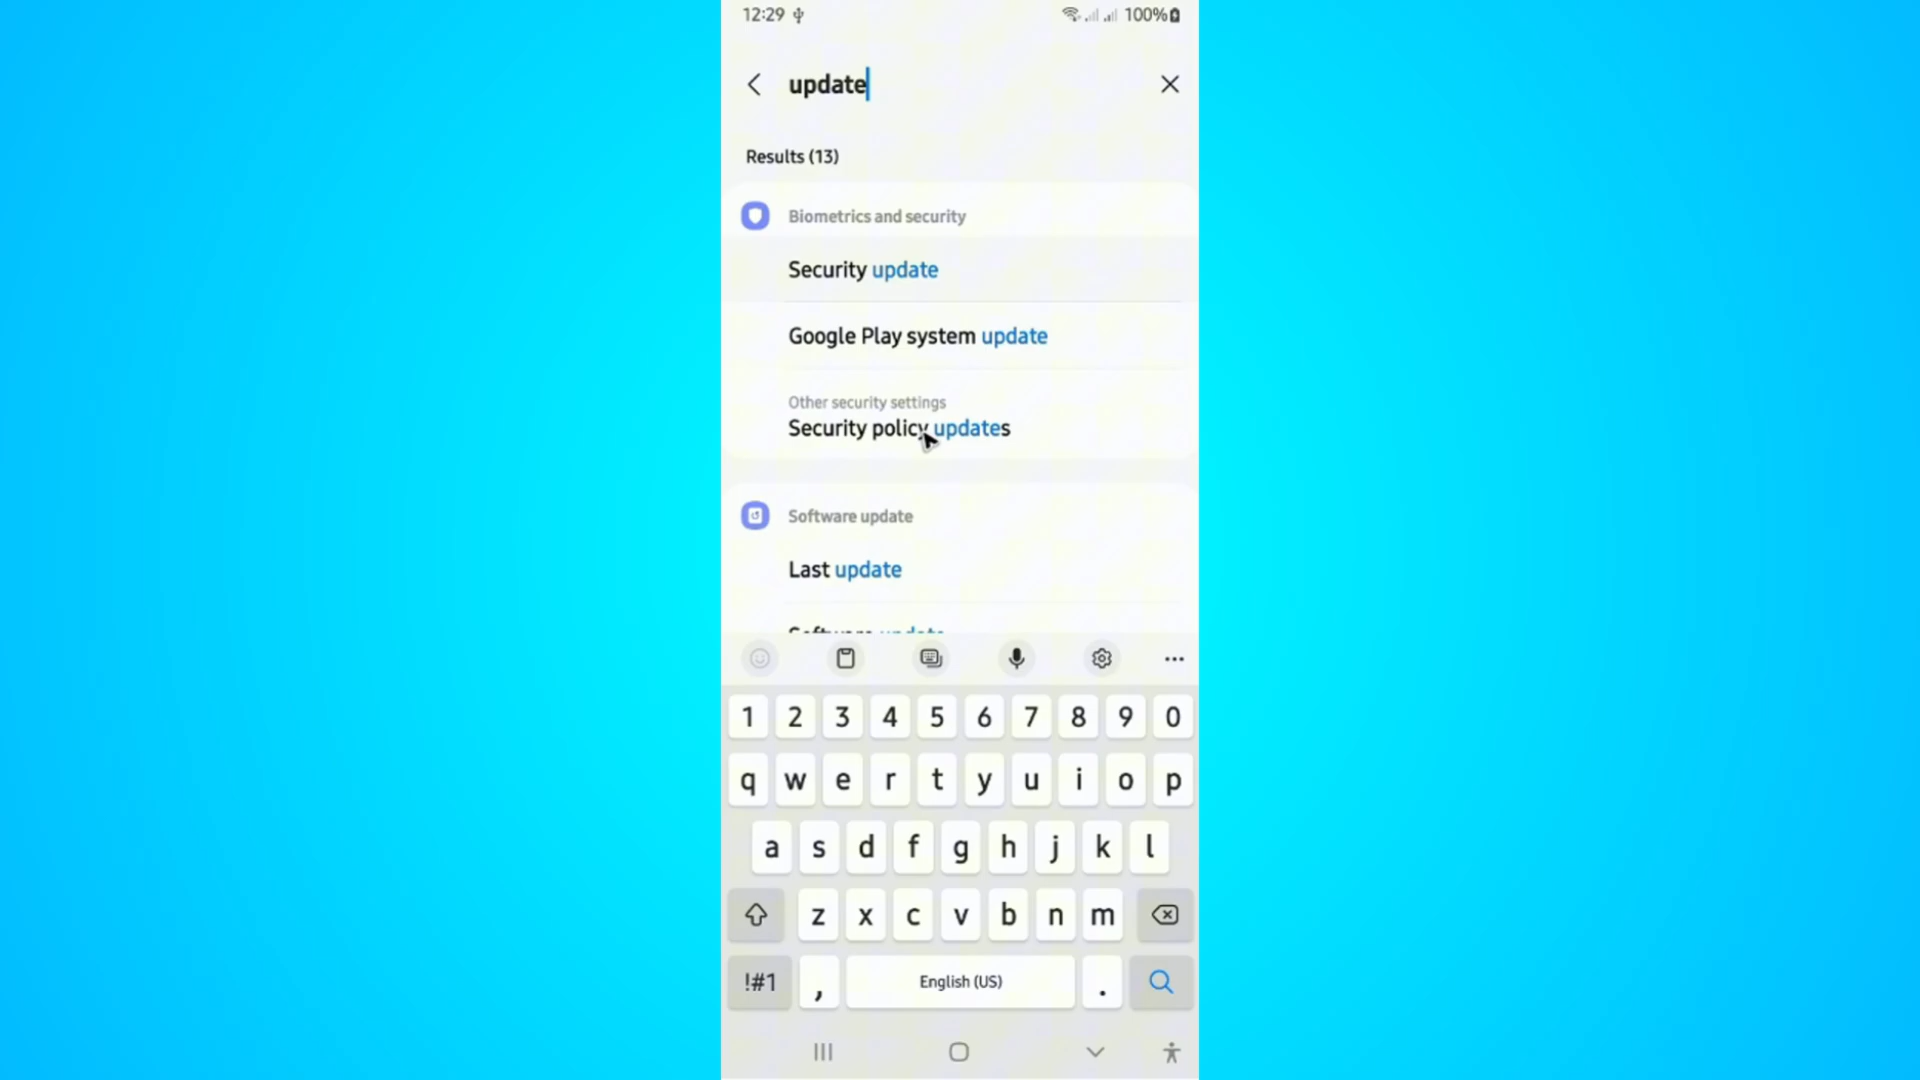 12:29 100%
update
Results (13)
Biometrics and security
Security update
Google Play system update
Other security settings
Security policy updates
Software update
Last update
Software update
1 2 3 4 5 6 7 8 9 0
q w e r t y u i o p
a s d f g h j k l
z x c v b n m
!#1 , English (US) .